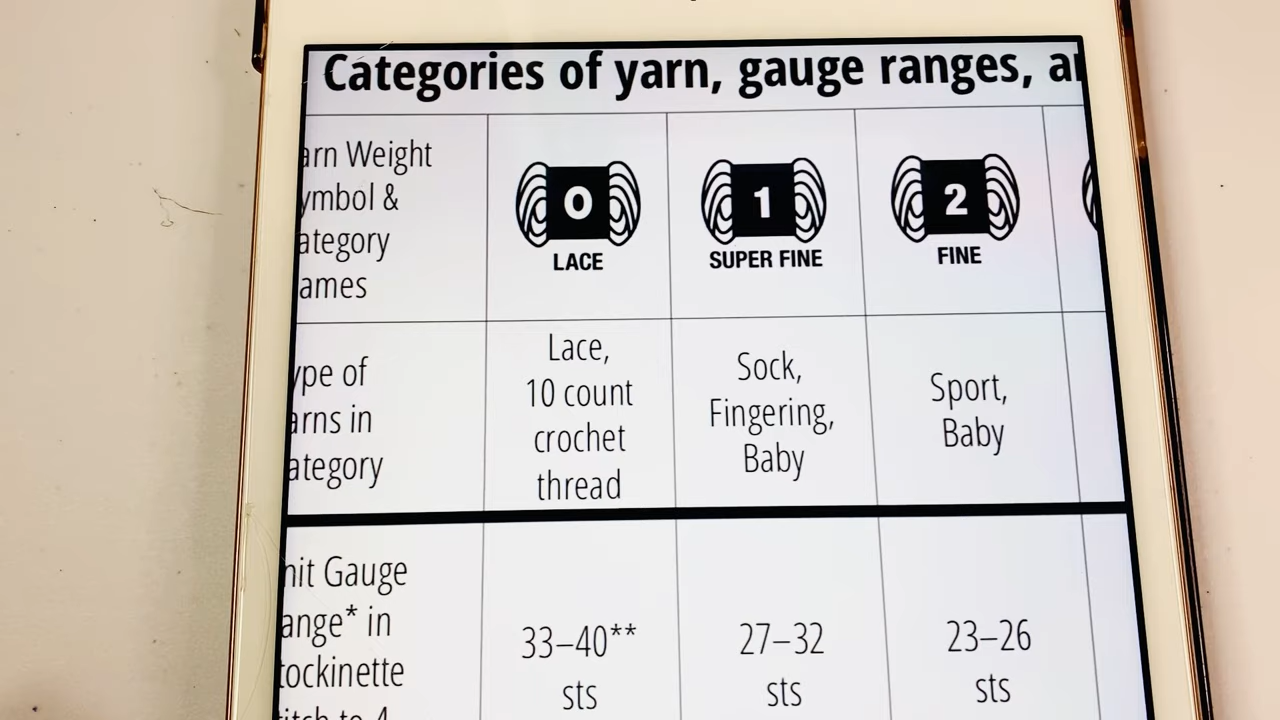 Categories of yarn, gauge ranges, a
arn Weight
ymbol &
ategory
ames
0
LACE
1
SUPER FINE
2
FINE
ype of
arns in
ategory
Lace,
10 count
crochet
thread
Sock,
Fingering,
Baby
Sport,
Baby
nit Gauge
ange* in
tockinette
33–40**
sts
27–32
sts
23–26
sts